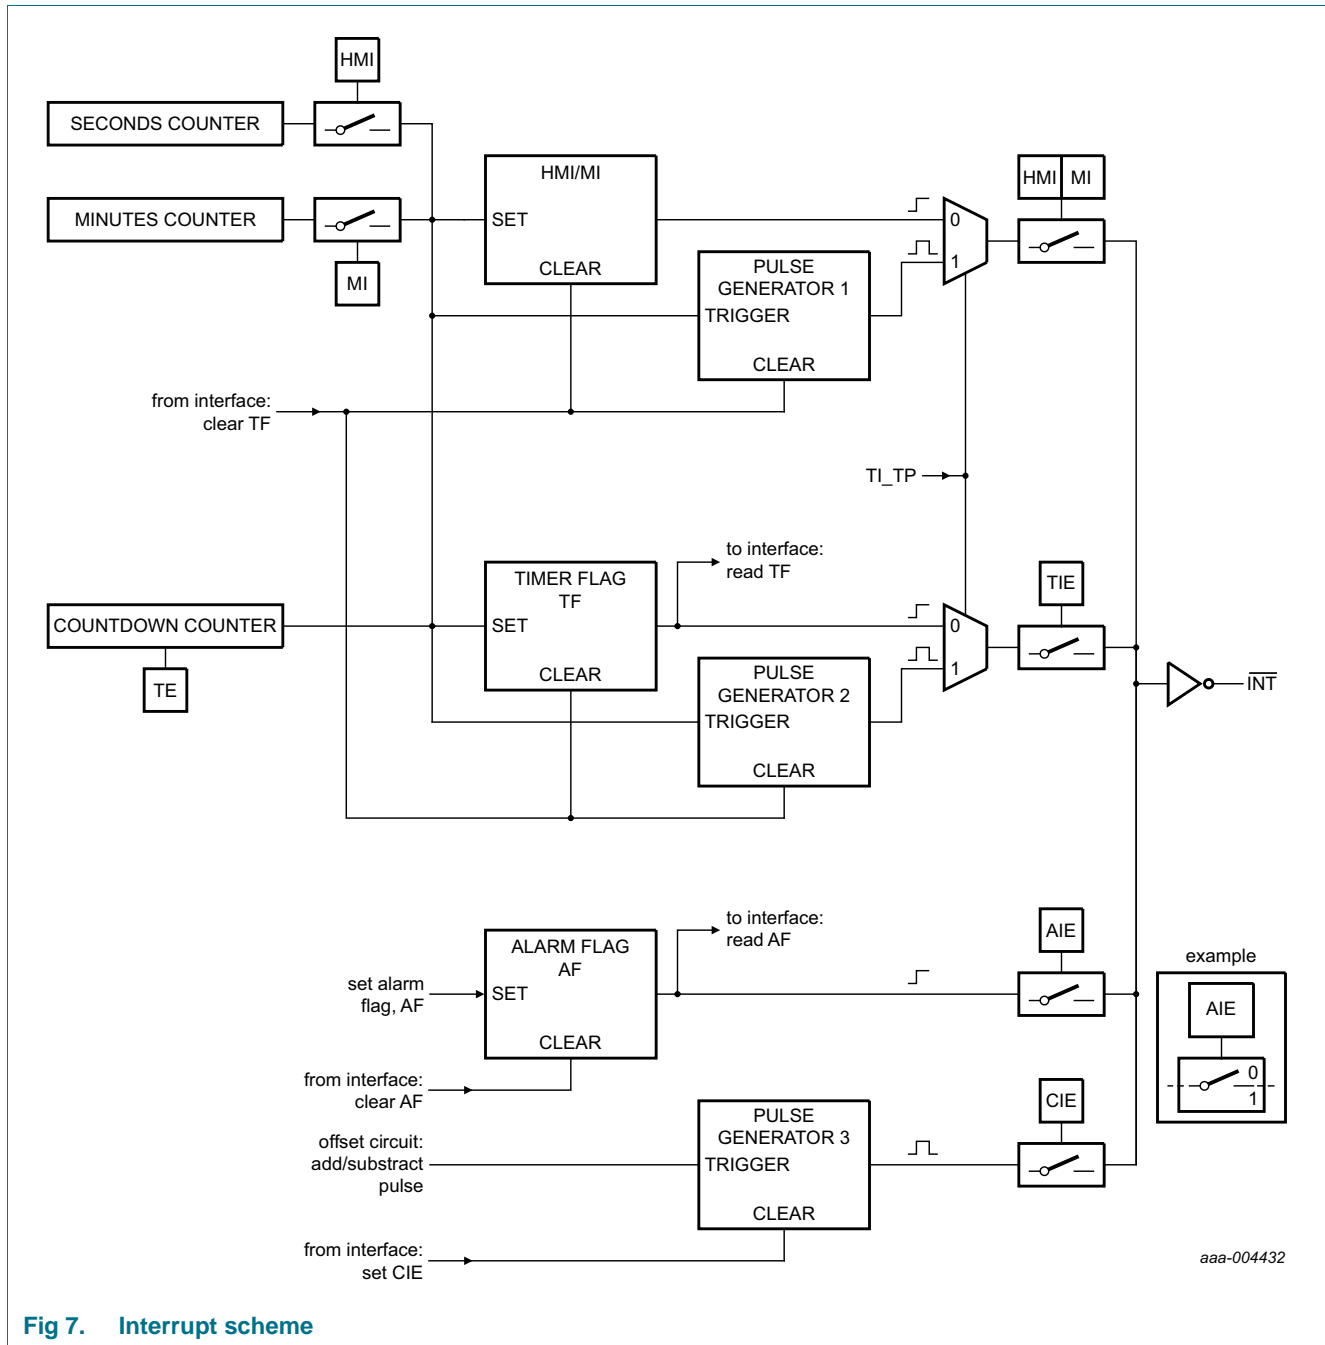 HMI
SECONDS COUNTER
MINUTES COUNTER
MI
HMI/MI
SET
CLEAR
PULSE
GENERATOR 1
TRIGGER
CLEAR
0
1
HMI MI
from interface:
clear TF
TI_TP
to interface:
read TF
TIMER FLAG
TF
SET
CLEAR
COUNTDOWN COUNTER
TE
PULSE
GENERATOR 2
TRIGGER
CLEAR
0
1
TIE
INT
to interface:
read AF
ALARM FLAG
AF
SET
CLEAR
set alarm
flag, AF
from interface:
clear AF
AIE
example
AIE
0
1
offset circuit:
add/substract
pulse
PULSE
GENERATOR 3
TRIGGER
CLEAR
CIE
from interface:
set CIE
aaa-004432
Fig 7. Interrupt scheme